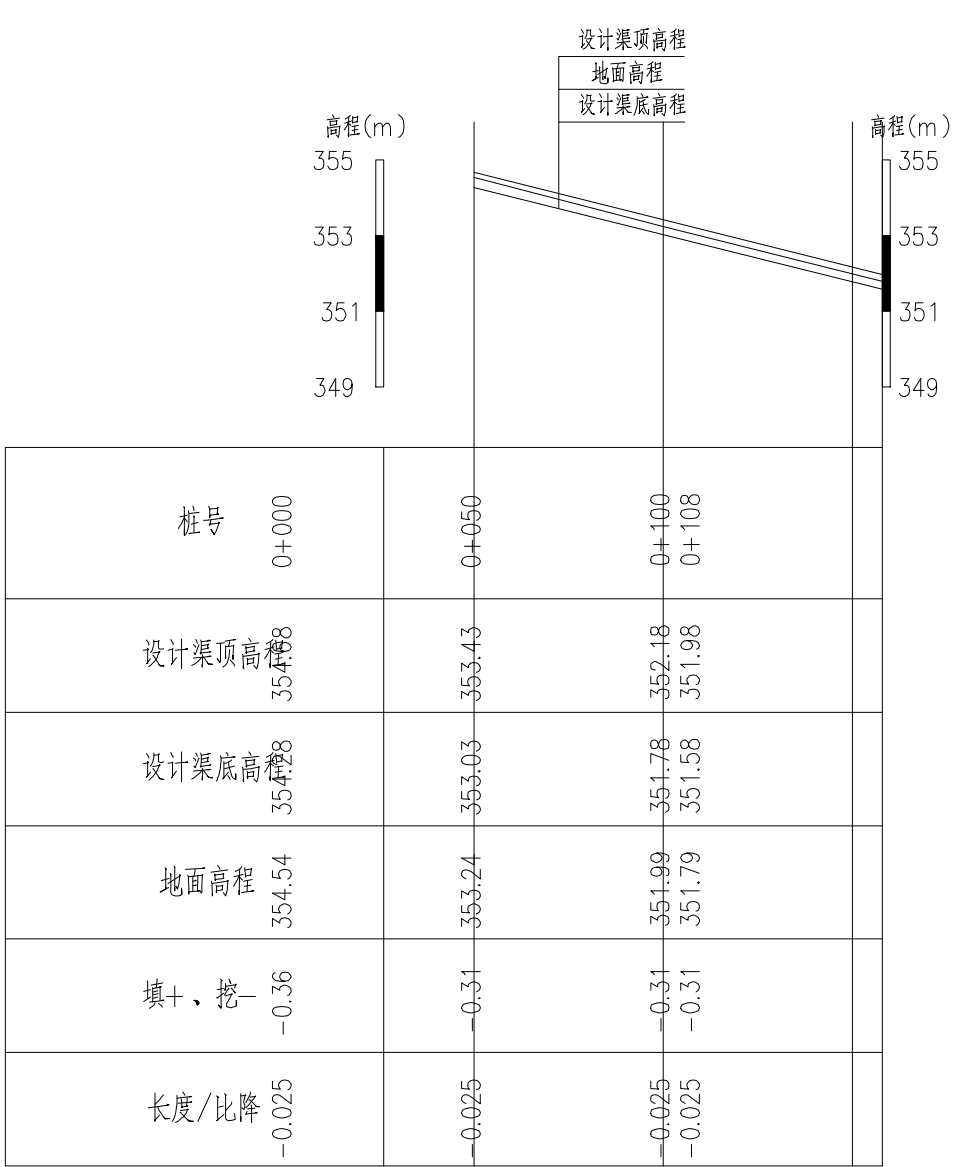 设计渠顶高程
地面高程
设计渠底高程
高程(m)
高程(m)
355
355
353
353
351
351
349
349
桩号 0+000 0+050 0+100 0+108
设计渠顶高程 354.68 353.43 352.18 351.98
设计渠底高程 354.28 353.03 351.78 351.58
地面高程 354.54 353.24 351.99 351.79
填+、挖- -0.36 -0.31 -0.31 -0.31
长度/比降 -0.025 -0.025 -0.025 -0.025